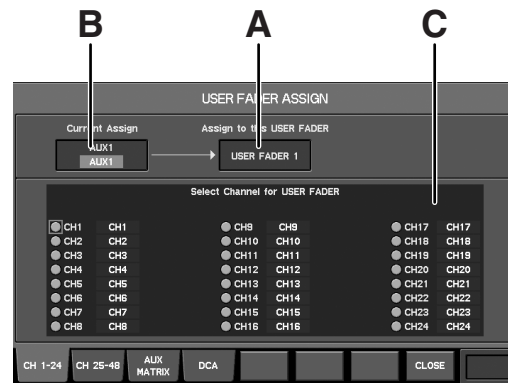 B A C
USER FADER ASSIGN
Current Assign Assign to this USER FADER
AUX1 USER FADER 1
AUX1
Select Channel for USER FADER
CH1 CH1 CH9 CH9 CH17 CH17
CH2 CH2 CH10 CH10 CH18 CH18
CH3 CH3 CH11 CH11 CH19 CH19
CH4 CH4 CH12 CH12 CH20 CH20
CH5 CH5 CH13 CH13 CH21 CH21
CH6 CH6 CH14 CH14 CH22 CH22
CH7 CH7 CH15 CH15 CH23 CH23
CH8 CH8 CH16 CH16 CH24 CH24
CH 1-24 CH 25-48 AUX MATRIX DCA CLOSE